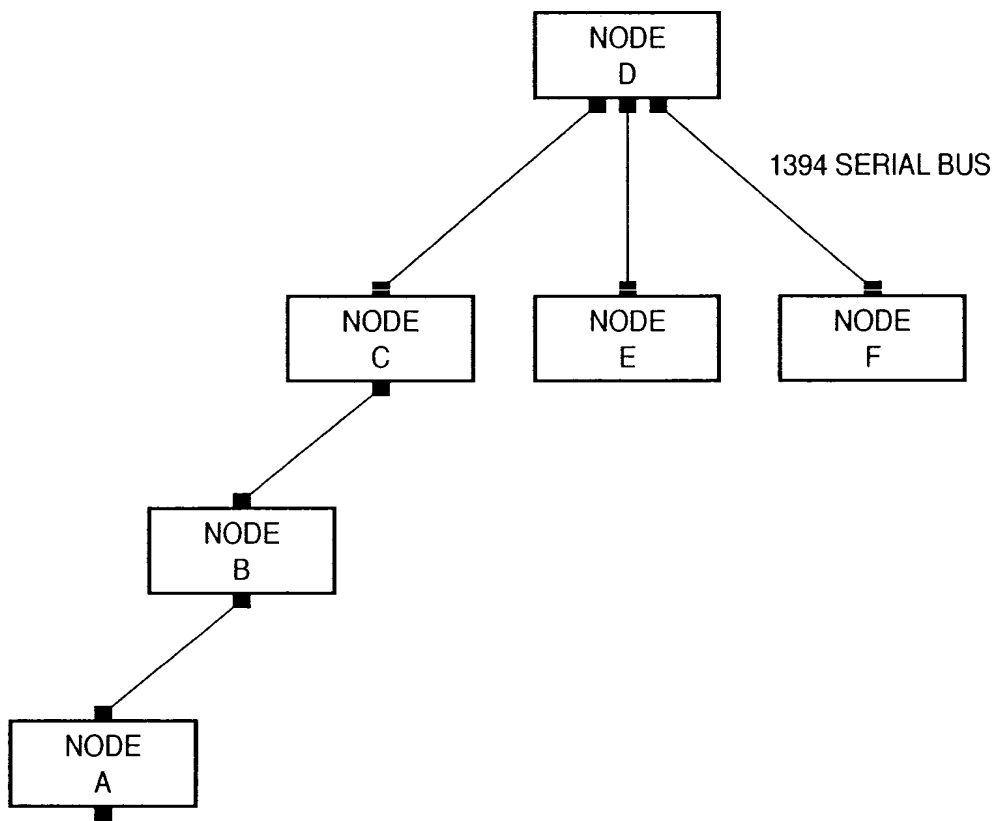 NODE
D
1394 SERIAL BUS
NODE
C
NODE
E
NODE
F
NODE
B
NODE
A